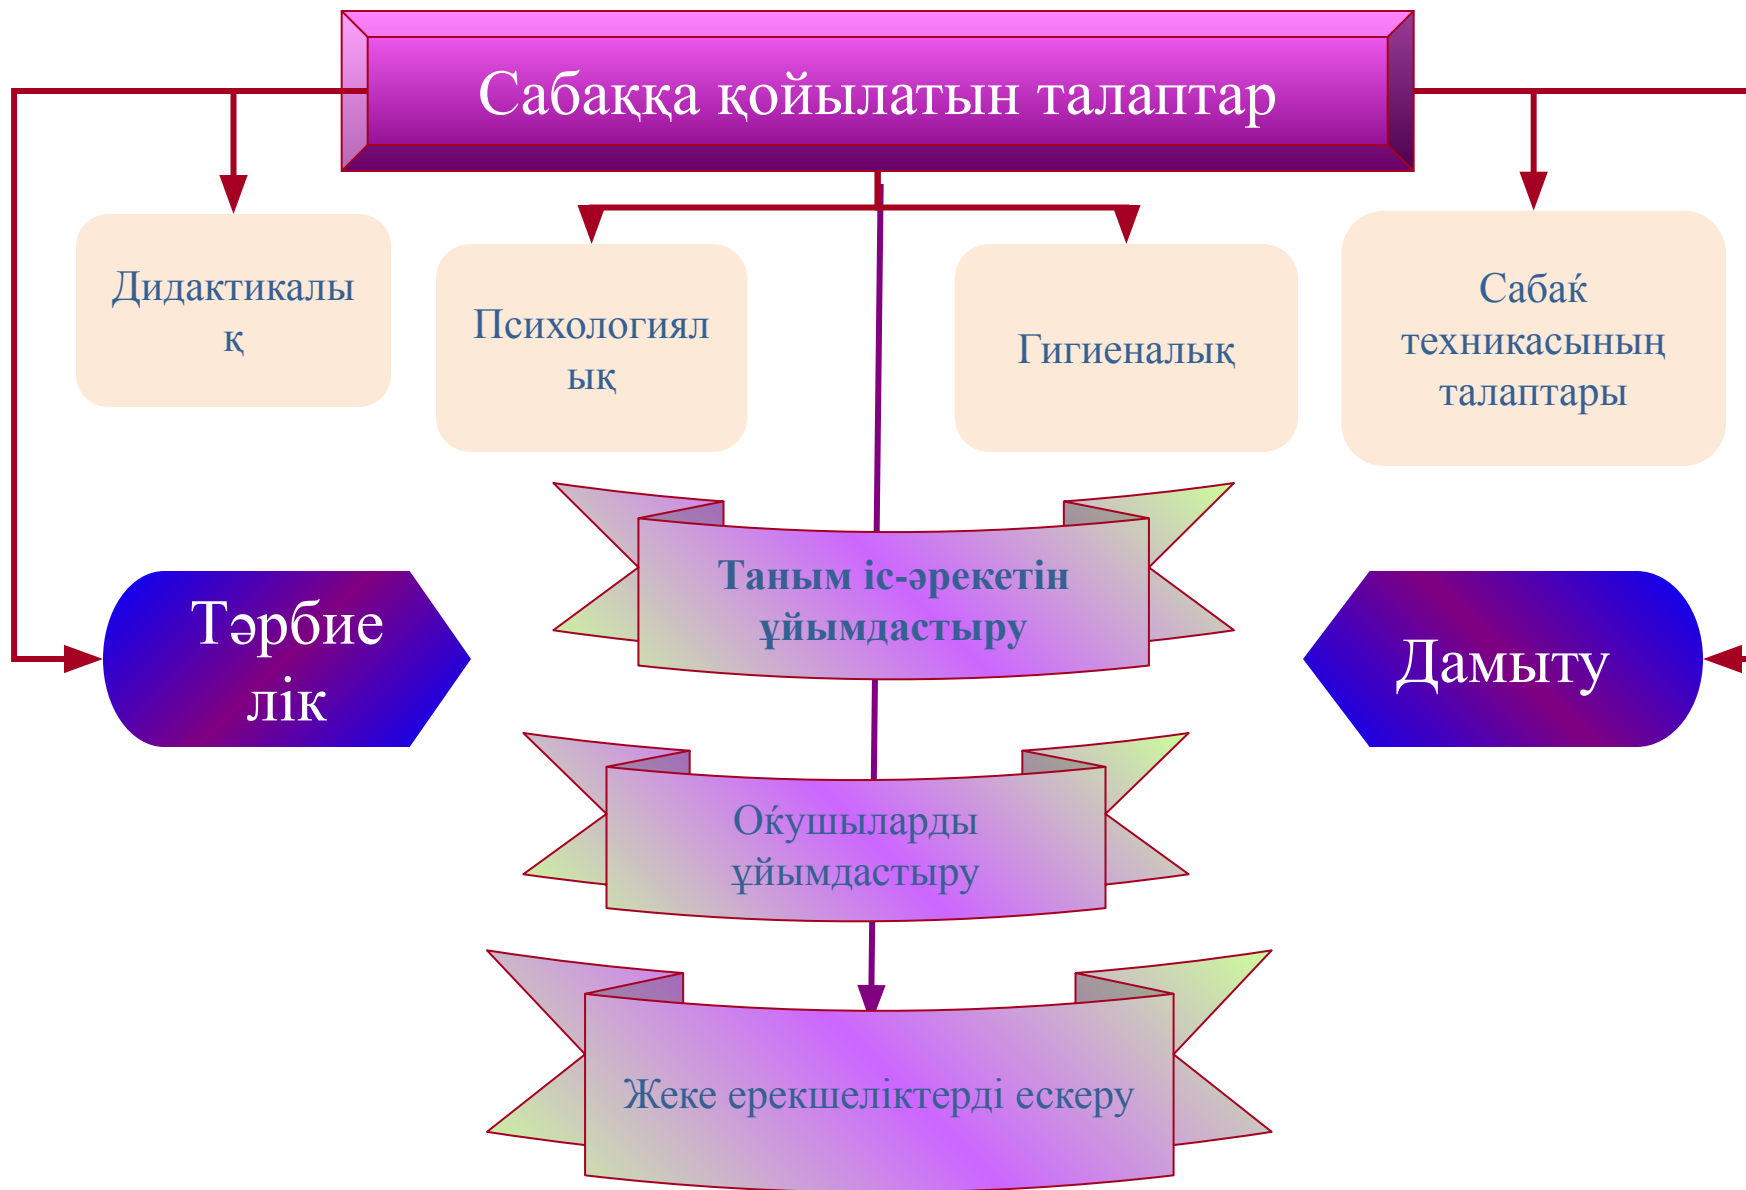 Сабаққа қойылатын талаптар
Дидактикалы
қ
Психологиял
ық
Гигиеналық
Сабаќ
техникасының
талаптары
Таным іс-әрекетін
ұйымдастыру
Тәрбие
лік
Дамыту
Оќушыларды
ұйымдастыру
Жеке ерекшеліктерді ескеру